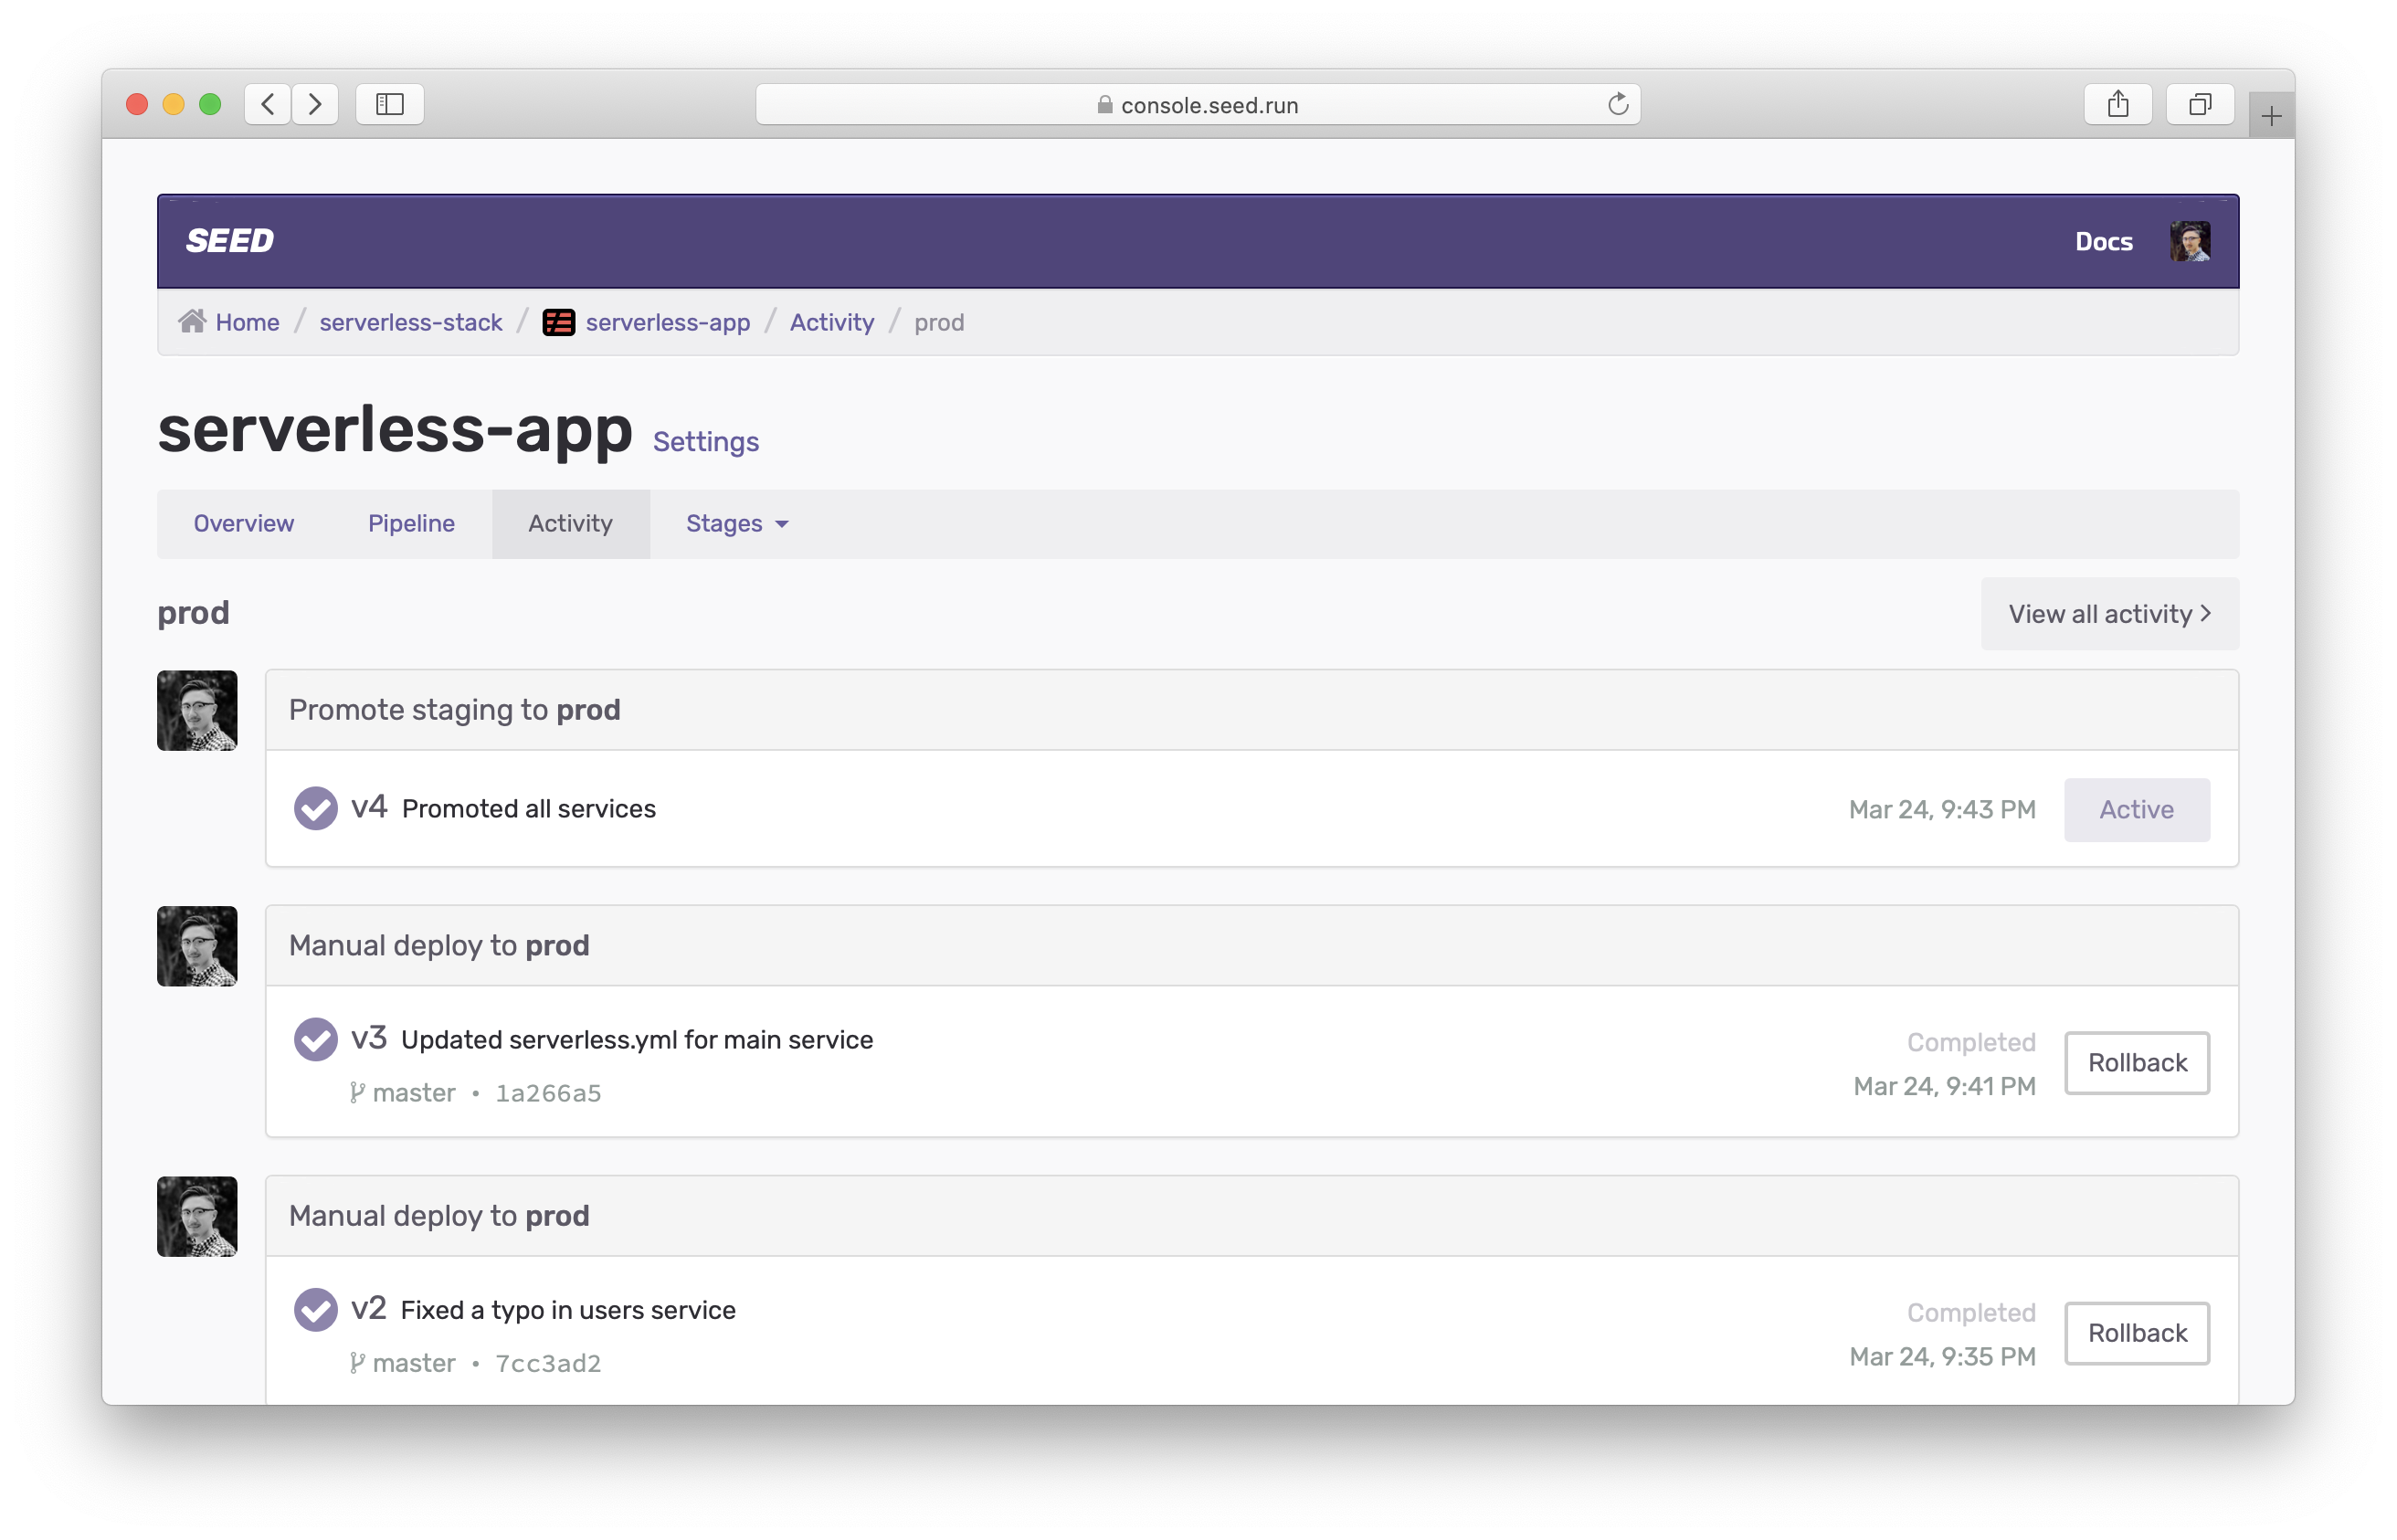 console.seed.run
SEED
Docs
Home / serverless-stack / serverless-app / Activity / prod
serverless-app Settings
Overview Pipeline Activity Stages
prod
View all activity
Promote staging to prod
v4 Promoted all services
Mar 24, 9:43 PM
Active
Manual deploy to prod
v3 Updated serverless.yml for main service
master • 1a266a5
Completed
Mar 24, 9:41 PM
Rollback
Manual deploy to prod
v2 Fixed a typo in users service
master • 7cc3ad2
Completed
Mar 24, 9:35 PM
Rollback